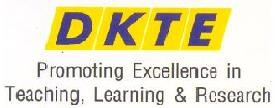 DKTE
Promoting Excellence in
Teaching, Learning & Research